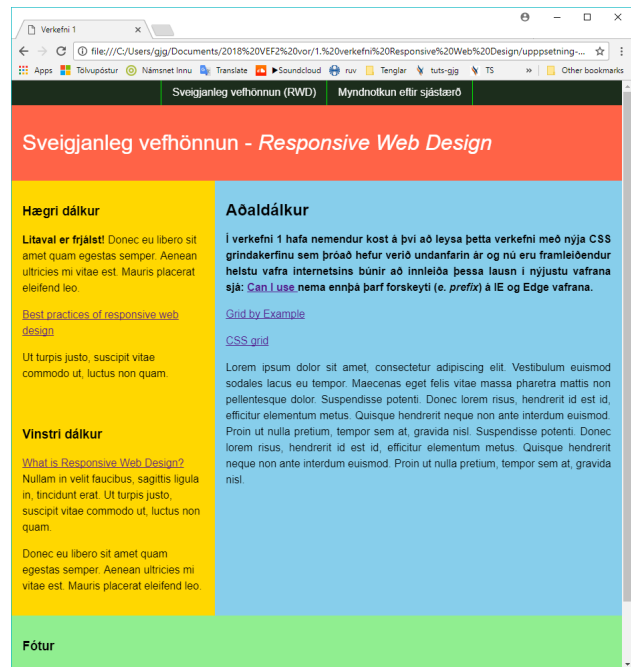 Verkefni 1
file:///C:/Users/gjg/Documents/2018%20VEF2%20vor/1.%20verkefni%20Responsive%20Web%20Design/upppsetning-...
Apps Tölvupóstur Námsnet Innu Translate ►Soundcloud ruv Tenglar tuts-gjg TS » Other bookmarks
Sveigjanleg vefhönnun (RWD) Myndnotkun eftir sjástærð
Sveigjanleg vefhönnun - Responsive Web Design
Hægri dálkur
Litaval er frjálst! Donec eu libero sit
amet quam egestas semper. Aenean
ultricies mi vitae est. Mauris placerat
eleifend leo.
Best practices of responsive web
design
Ut turpis justo, suscipit vitae
commodo ut, luctus non quam.
Vinstri dálkur
What is Responsive Web Design?
Nullam in velit faucibus, sagittis ligula
in, tincidunt erat. Ut turpis justo,
suscipit vitae commodo ut, luctus non
quam.
Donec eu libero sit amet quam
egestas semper. Aenean ultricies mi
vitae est. Mauris placerat eleifend leo.
Aðaldálkur
Í verkefni 1 hafa nemendur kost á því að leysa þetta verkefni með nýja CSS
grindakerfinu sem þróað hefur verið undanfarin ár og nú eru framleiðendur
helstu vafra internetsins búnir að innleiða þessa lausn í nýjustu vafrana
sjá: Can I use nema ennþá þarf forskeyti (e. prefix) á IE og Edge vafrana.
Grid by Example
CSS grid
Lorem ipsum dolor sit amet, consectetur adipiscing elit. Vestibulum euismod
sodales lacus eu tempor. Maecenas eget felis vitae massa pharetra mattis non
pellentesque dolor. Suspendisse potenti. Donec lorem risus, hendrerit id est id,
efficitur elementum metus. Quisque hendrerit neque non ante interdum euismod.
Proin ut nulla pretium, tempor sem at, gravida nisl. Suspendisse potenti. Donec
lorem risus, hendrerit id est id, efficitur elementum metus. Quisque hendrerit
neque non ante interdum euismod. Proin ut nulla pretium, tempor sem at, gravida
nisl.
Fótur